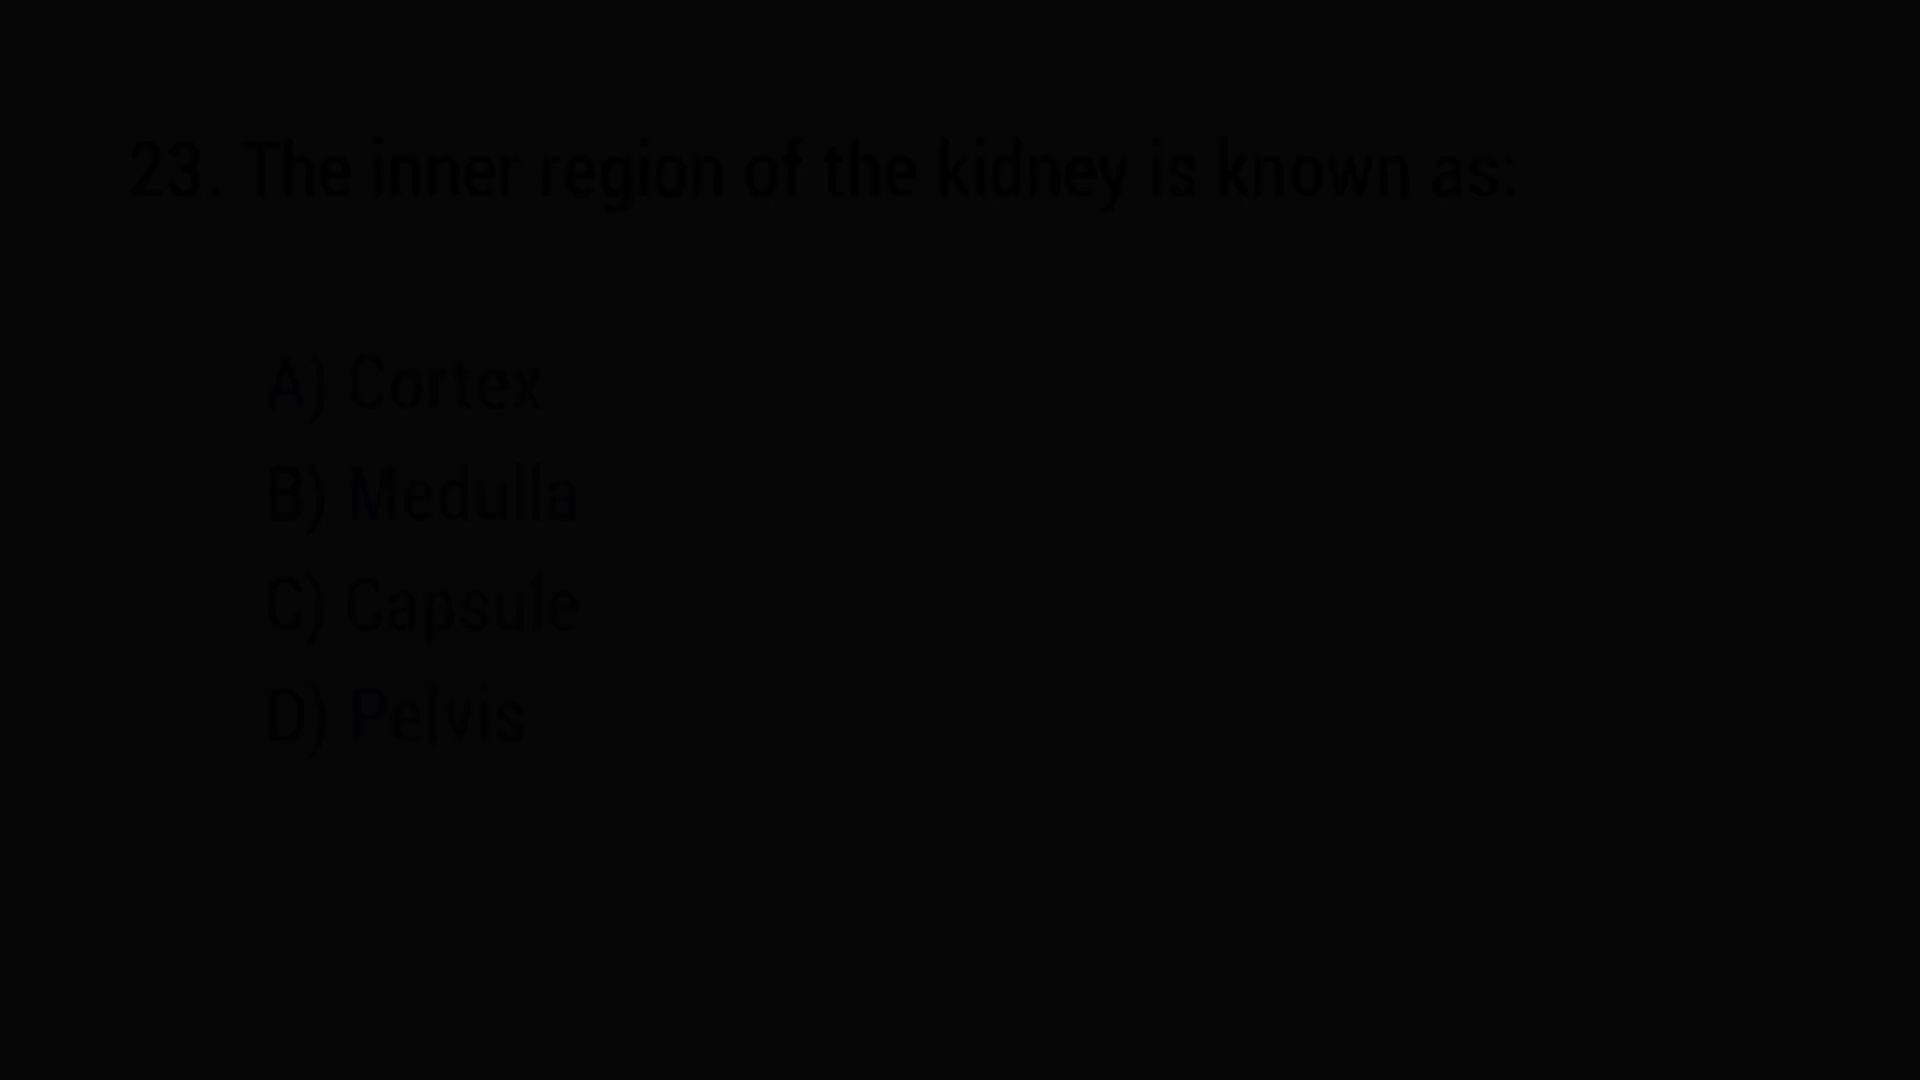 23. The inner region of the kidney is known as:
A) Cortex
B) Medulla
C) Capsule
D) Pelvis